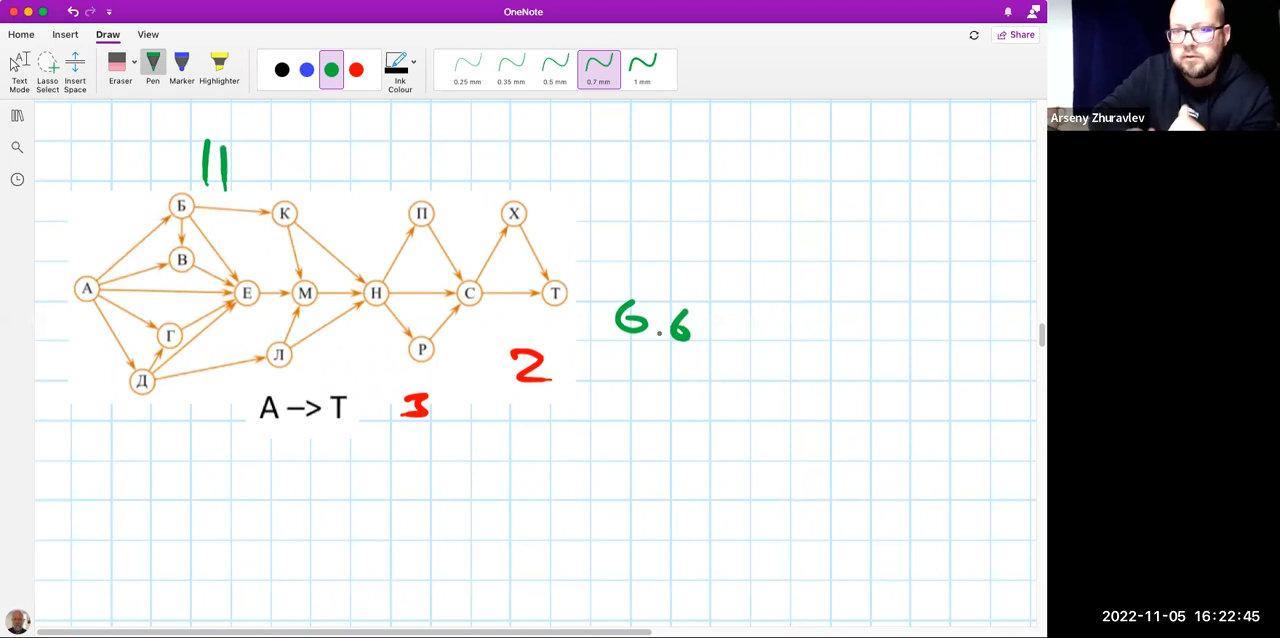 OneNote
Home Insert Draw View
Share
Text Mode
Lasso Select
Insert Space
Eraser
Pen
Marker
Highlighter
Ink Colour
0.25 mm
0.35 mm
0.5 mm
0.7 mm
1 mm
Arseny Zhuravlev
11
Б
К
П
Х
В
А
Е
М
Н
С
Т
Г
Л
Р
Д
6.6
2
A –> T
3
2022-11-05 16:22:45